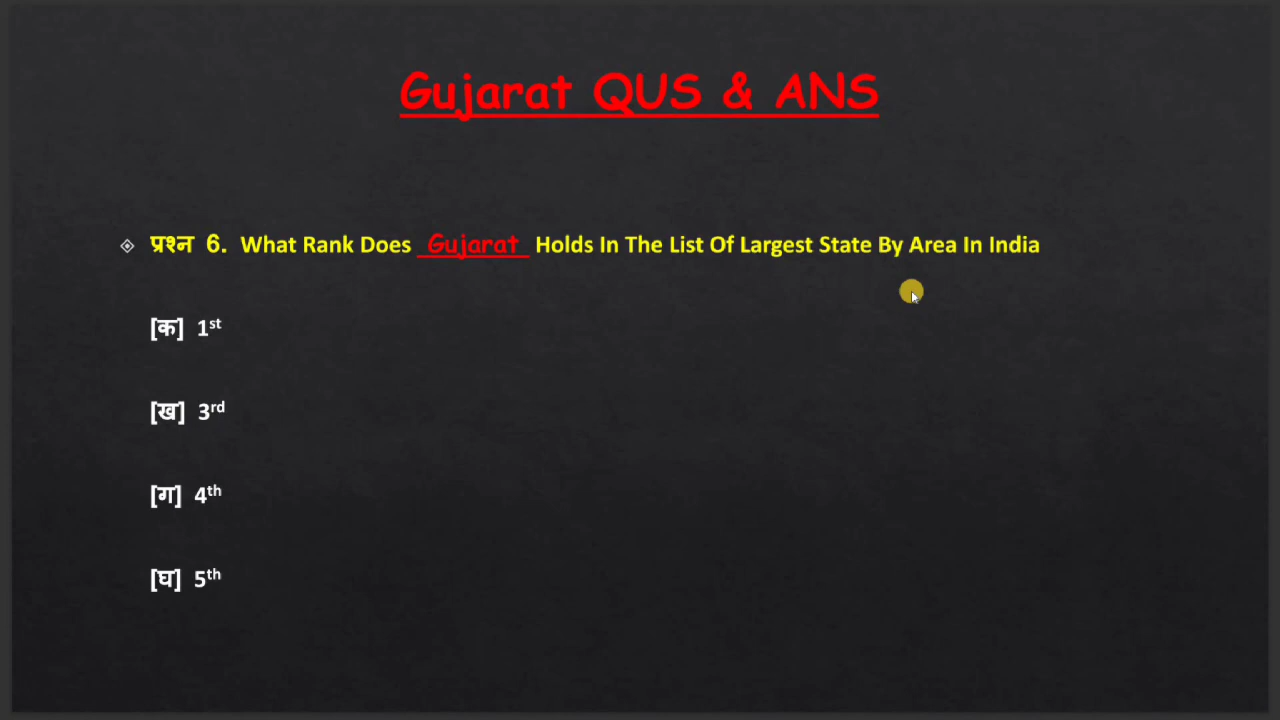 Gujarat QUS & ANS
प्रश्न 6. What Rank Does Gujarat Holds In The List Of Largest State By Area In India
[क] 1st
[ख] 3rd
[ग] 4th
[घ] 5th